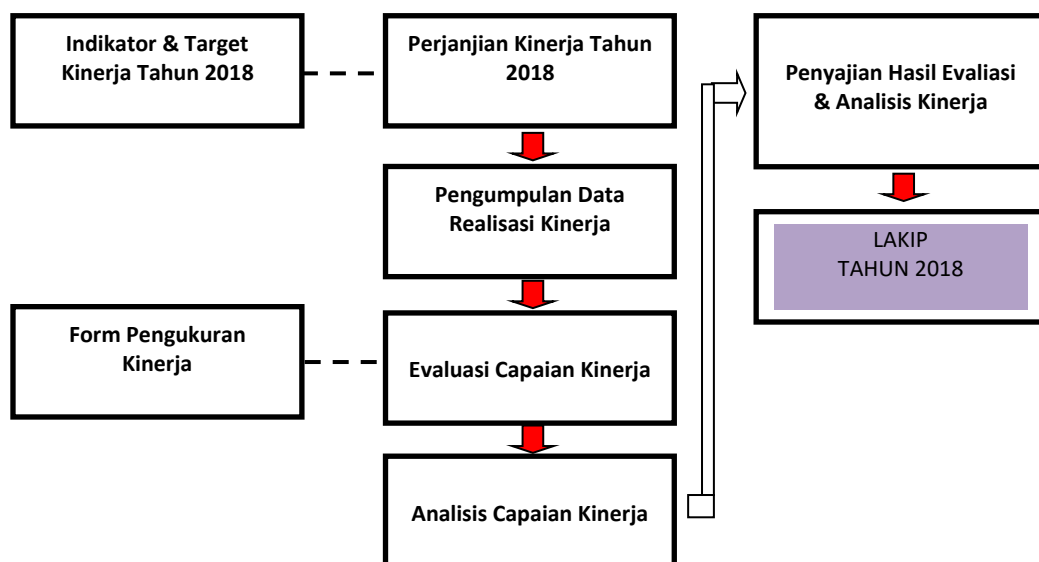 Indikator & Target
Kinerja Tahun 2018
Perjanjian Kinerja Tahun
2018
Pengumpulan Data
Realisasi Kinerja
Form Pengukuran
Kinerja
Evaluasi Capaian Kinerja
Analisis Capaian Kinerja
Penyajian Hasil Evaliasi
& Analisis Kinerja
LAKIP
TAHUN 2018